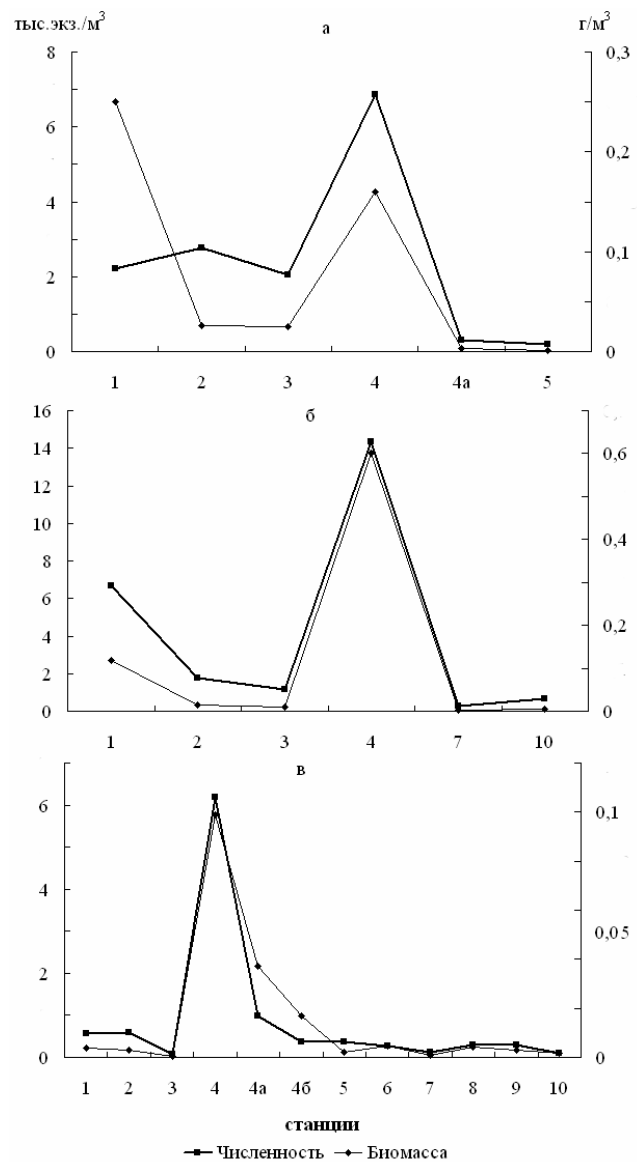 тыс.экз./м³ а г/м³
8 0,3
6 0,2
4 0,1
2
0 0
1 2 3 4 4а 5
б
16
14 0,6
12
10 0,4
8
6 0,2
4
2
0 0
1 2 3 4 7 10
в
6 0,1
4 0,05
2
0 0
1 2 3 4 4а 4б 5 6 7 8 9 10
станции
Численность Биомасса